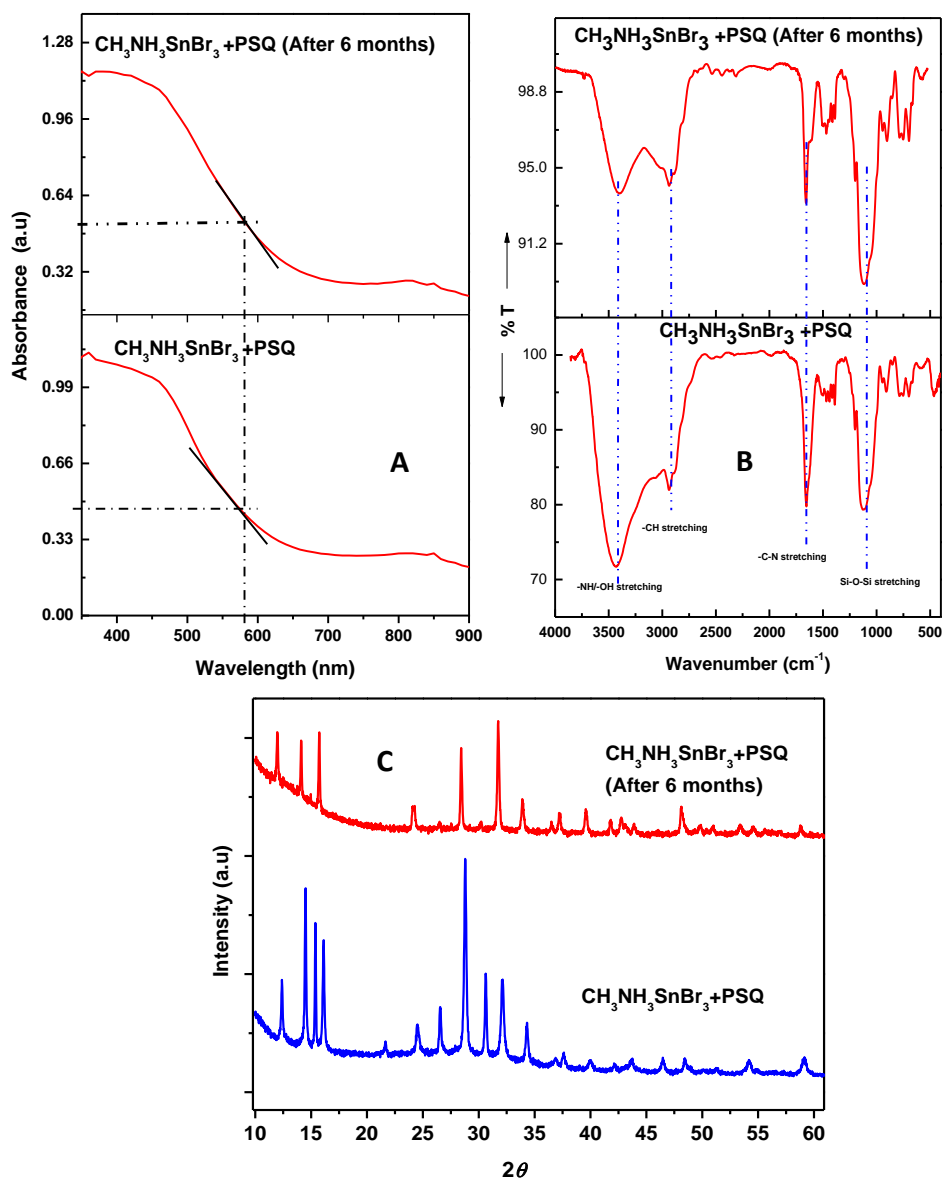 CH₃NH₃SnBr₃ +PSQ (After 6 months)
1.28
0.96
0.64
0.32
Absorbance (a.u)
CH₃NH₃SnBr₃ +PSQ
A
0.99
0.66
0.33
0.00
400 500 600 700 800 900
Wavelength (nm)
CH₃NH₃SnBr₃ +PSQ (After 6 months)
98.8
95.0
91.2
% T
CH₃NH₃SnBr₃ +PSQ
100
90
80
70
B
-CH stretching
-C-N stretching
-NH/-OH stretching
Si-O-Si stretching
4000 3500 3000 2500 2000 1500 1000 500
Wavenumber (cm⁻¹)
C
CH₃NH₃SnBr₃+PSQ
(After 6 months)
Intensity (a.u)
CH₃NH₃SnBr₃+PSQ
10 15 20 25 30 35 40 45 50 55 60
2θ